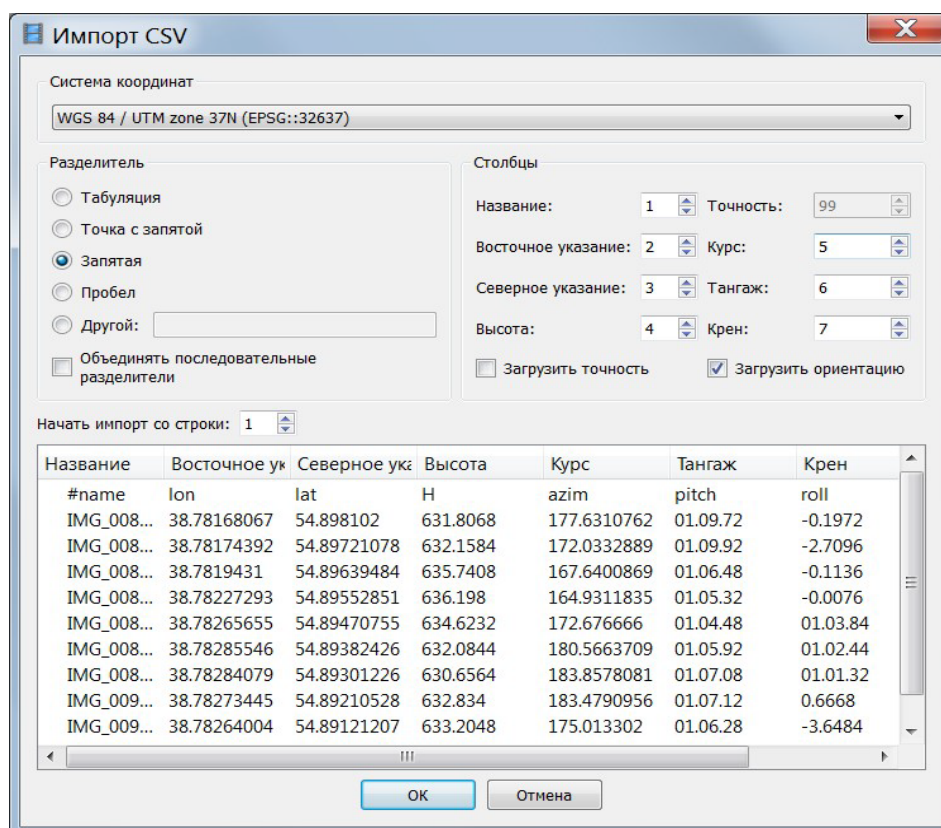 Импорт CSV
Система координат
WGS 84 / UTM zone 37N (EPSG::32637)
Разделитель
Табуляция
Точка с запятой
Запятая
Пробел
Другой:
Объединять последовательные
разделители
Столбцы
Название: 1 Точность: 99
Восточное указание: 2 Курс: 5
Северное указание: 3 Тангаж: 6
Высота: 4 Крен: 7
Загрузить точность Загрузить ориентацию
Начать импорт со строки: 1
Название Восточное ук Северное ука Высота Курс Тангаж Крен
#name lon lat H azim pitch roll
IMG_008... 38.78168067 54.898102 631.8068 177.6310762 01.09.72 -0.1972
IMG_008... 38.78174392 54.89721078 632.1584 172.0332889 01.09.92 -2.7096
IMG_008... 38.7819431 54.89639484 635.7408 167.6400869 01.06.48 -0.1136
IMG_008... 38.78227293 54.89552851 636.198 164.9311835 01.05.32 -0.0076
IMG_008... 38.78265655 54.89470755 634.6232 172.676666 01.04.48 01.03.84
IMG_008... 38.78285546 54.89382426 632.0844 180.5663709 01.05.92 01.02.44
IMG_008... 38.78284079 54.89301226 630.6564 183.8578081 01.07.08 01.01.32
IMG_009... 38.78273445 54.89210528 632.834 183.4790956 01.07.12 0.6668
IMG_009... 38.78264004 54.89121207 633.2048 175.013302 01.06.28 -3.6484
OK Отмена